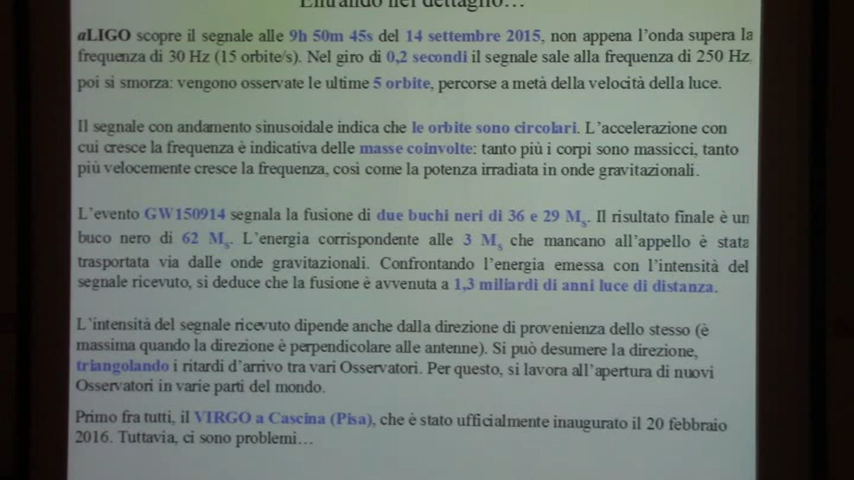 Entrando nel dettaglio…
aLIGO scopre il segnale alle 9h 50m 45s del 14 settembre 2015, non appena l'onda supera la
frequenza di 30 Hz (15 orbite/s). Nel giro di 0,2 secondi il segnale sale alla frequenza di 250 Hz
poi si smorza: vengono osservate le ultime 5 orbite, percorse a metà della velocità della luce.
Il segnale con andamento sinusoidale indica che le orbite sono circolari. L'accelerazione con
cui cresce la frequenza è indicativa delle masse coinvolte: tanto più i corpi sono massicci, tanto
più velocemente cresce la frequenza, così come la potenza irradiata in onde gravitazionali.
L'evento GW150914 segnala la fusione di due buchi neri di 36 e 29 Ms. Il risultato finale è un
buco nero di 62 Ms. L'energia corrispondente alle 3 Ms che mancano all'appello è stata
trasportata via dalle onde gravitazionali. Confrontando l'energia emessa con l'intensità del
segnale ricevuto, si deduce che la fusione è avvenuta a 1,3 miliardi di anni luce di distanza.
L'intensità del segnale ricevuto dipende anche dalla direzione di provenienza dello stesso (è
massima quando la direzione è perpendicolare alle antenne). Si può desumere la direzione,
triangolando i ritardi d'arrivo tra vari Osservatori. Per questo, si lavora all'apertura di nuovi
Osservatori in varie parti del mondo.
Primo fra tutti, il VIRGO a Cascina (Pisa), che è stato ufficialmente inaugurato il 20 febbraio
2016. Tuttavia, ci sono problemi…